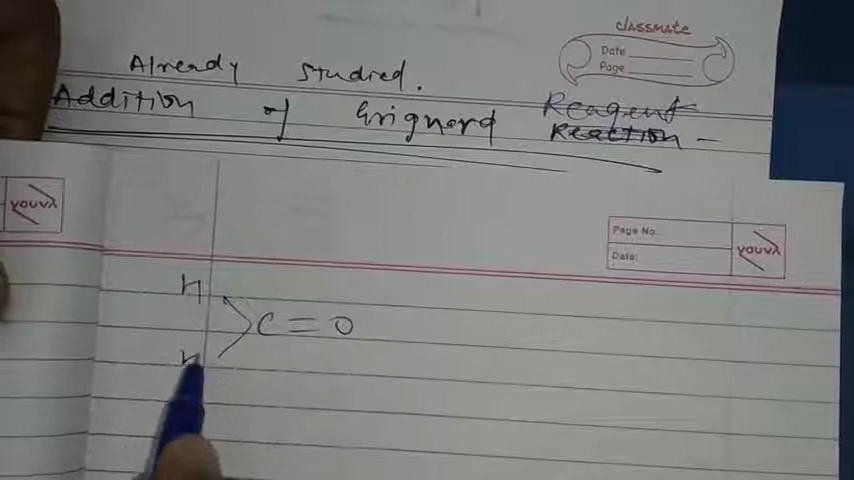 classmate
Date
Page
Already studied.
Addition of Grignard Reagent
Reaction -
youva
Page No.
Date:
youva
H
C = O
H